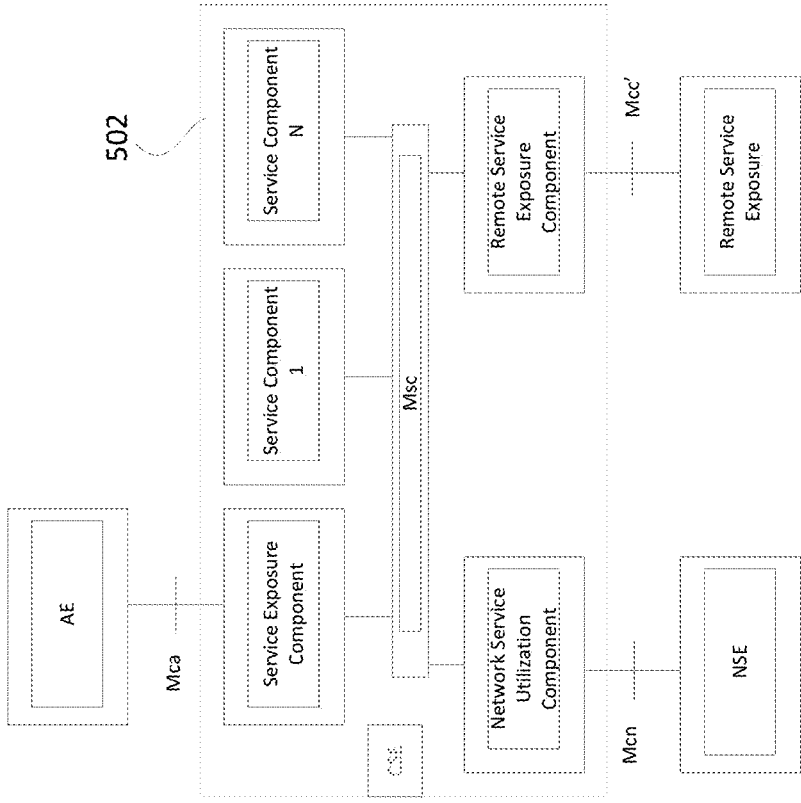 AE
Mca
502
Service Exposure
Component
Service Component
1
Service Component
N
CSE
Msc
Network Service
Utilization
Component
Remote Service
Exposure
Component
Mcn
Mcc'
NSE
Remote Service
Exposure